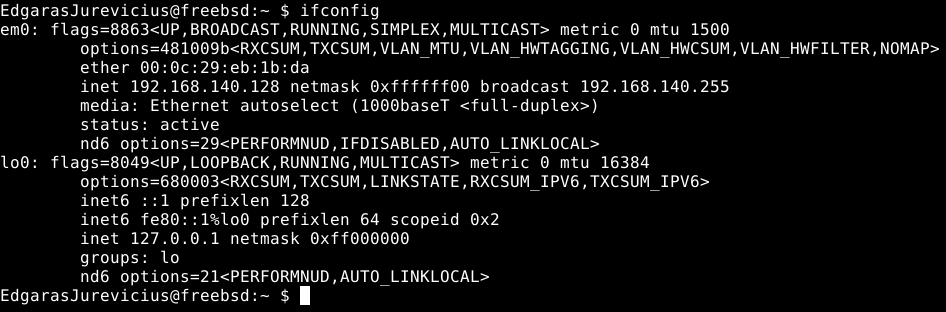 EdgarasJurevicius@freebsd:~ $ ifconfig
em0: flags=8863<UP,BROADCAST,RUNNING,SIMPLEX,MULTICAST> metric 0 mtu 1500
        options=481009b<RXCSUM,TXCSUM,VLAN_MTU,VLAN_HWTAGGING,VLAN_HWCSUM,VLAN_HWFILTER,NOMAP>
        ether 00:0c:29:eb:1b:da
        inet 192.168.140.128 netmask 0xffffff00 broadcast 192.168.140.255
        media: Ethernet autoselect (1000baseT <full-duplex>)
        status: active
        nd6 options=29<PERFORMNUD,IFDISABLED,AUTO_LINKLOCAL>
lo0: flags=8049<UP,LOOPBACK,RUNNING,MULTICAST> metric 0 mtu 16384
        options=680003<RXCSUM,TXCSUM,LINKSTATE,RXCSUM_IPV6,TXCSUM_IPV6>
        inet6 ::1 prefixlen 128
        inet6 fe80::1%lo0 prefixlen 64 scopeid 0x2
        inet 127.0.0.1 netmask 0xff000000
        groups: lo
        nd6 options=21<PERFORMNUD,AUTO_LINKLOCAL>
EdgarasJurevicius@freebsd:~ $